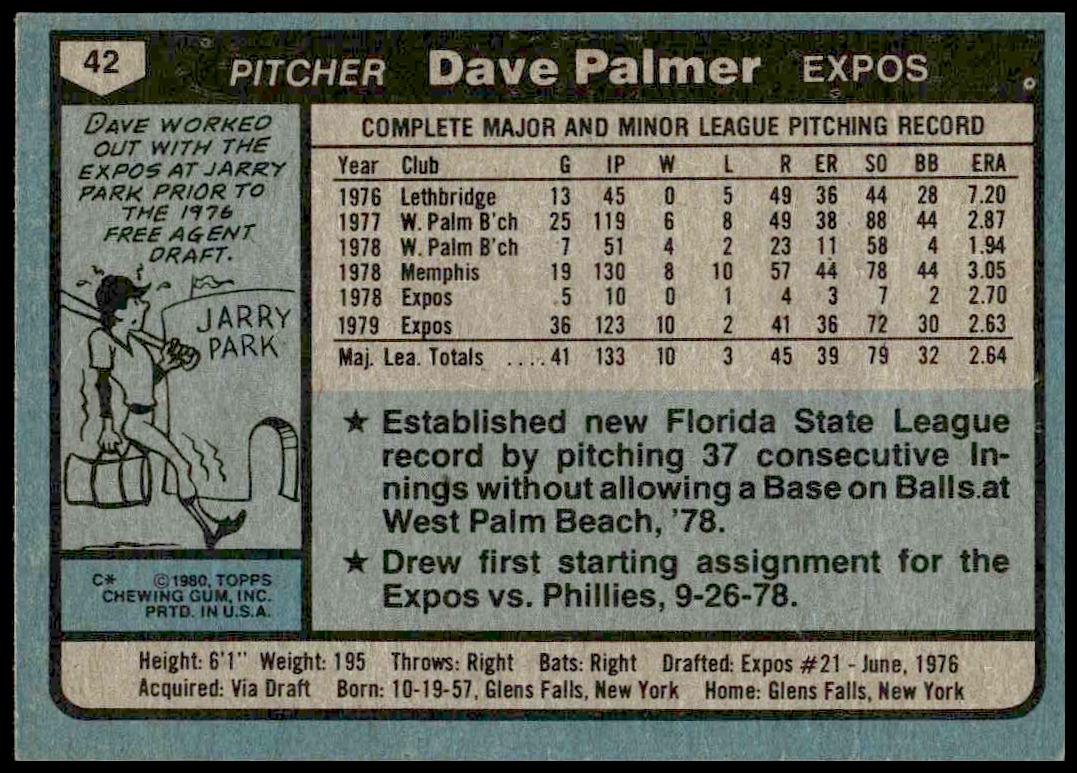 42
PITCHER Dave Palmer EXPOS
DAVE WORKED
OUT WITH THE
EXPOS AT JARRY
PARK PRIOR TO
THE 1976
FREE AGENT
DRAFT.
JARRY
PARK
C* ©1980, TOPPS
CHEWING GUM, INC.
PRTD. IN U.S.A.
COMPLETE MAJOR AND MINOR LEAGUE PITCHING RECORD
Year Club G IP W L R ER SO BB ERA
1976 Lethbridge 13 45 0 5 49 36 44 28 7.20
1977 W. Palm B'ch 25 119 6 8 49 38 88 44 2.87
1978 W. Palm B'ch 7 51 4 2 23 11 58 4 1.94
1978 Memphis 19 130 8 10 57 44 78 44 3.05
1978 Expos 5 10 0 1 4 3 7 2 2.70
1979 Expos 36 123 10 2 41 36 72 30 2.63
Maj. Lea. Totals ....41 133 10 3 45 39 79 32 2.64
★ Established new Florida State League
record by pitching 37 consecutive In-
nings without allowing a Base on Balls.at
West Palm Beach, '78.
★ Drew first starting assignment for the
Expos vs. Phillies, 9-26-78.
Height: 6'1" Weight: 195 Throws: Right Bats: Right Drafted: Expos #21 - June, 1976
Acquired: Via Draft Born: 10-19-57, Glens Falls, New York Home: Glens Falls, New York